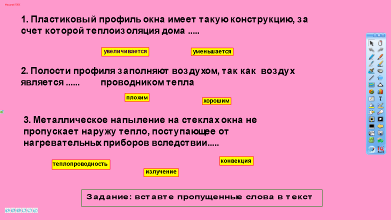 1. Пластиковый профиль окна имеет такую конструкцию, за
счет которой теплоизоляция дома .....
увеличивается уменьшается
2. Полости профиля заполняют воздухом, так как воздух
является ...... проводником тепла
плохим хорошим
3. Металлическое напыление на стеклах окна не
пропускает наружу тепло, поступающее от
нагревательных приборов вследствии.....
теплопроводность излучение конвекция
Задание: вставте пропущенные слова в текст